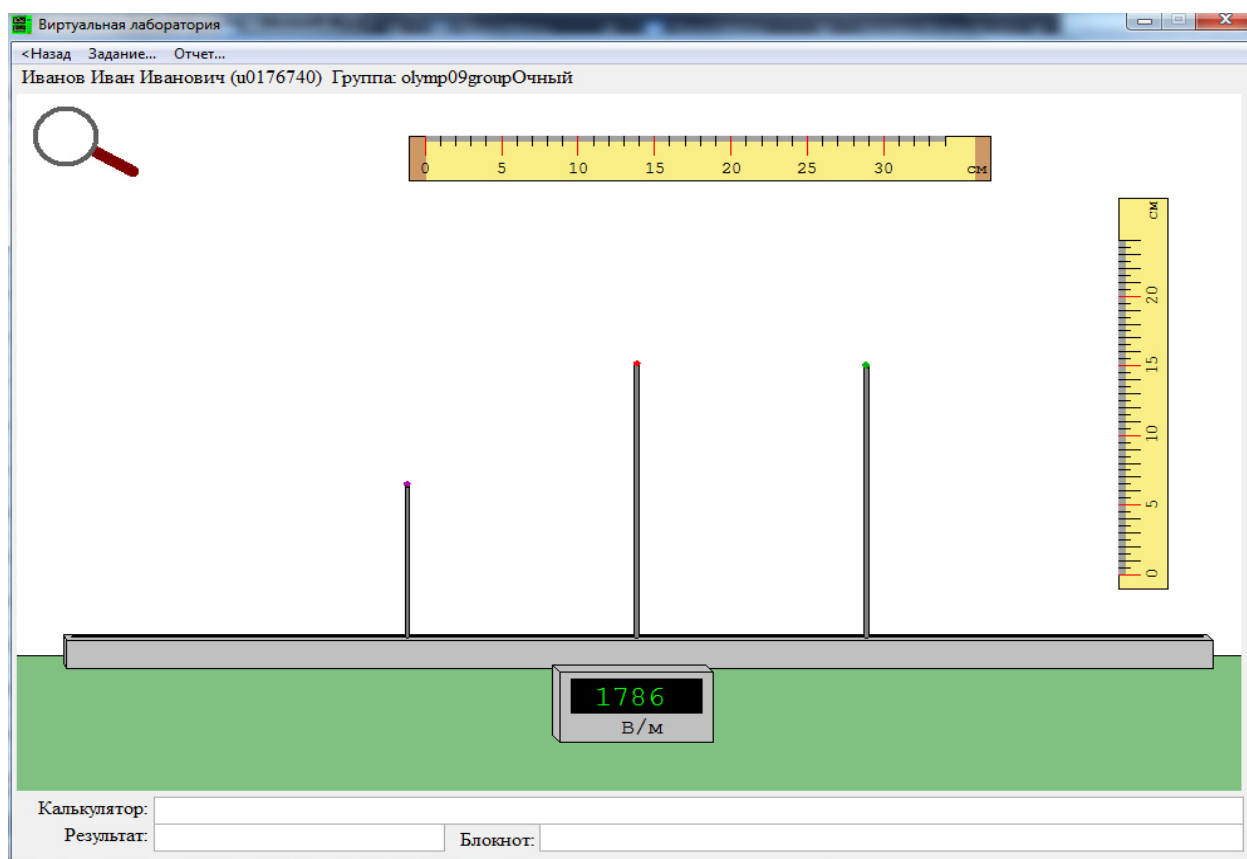 Виртуальная лаборатория
<Назад Задание... Отчет...
Иванов Иван Иванович (u0176740) Группа: olymp09groupОчный
0 5 10 15 20 25 30 см
см
20
15
10
5
0
1786
В/м
Калькулятор:
Результат: Блокнот: